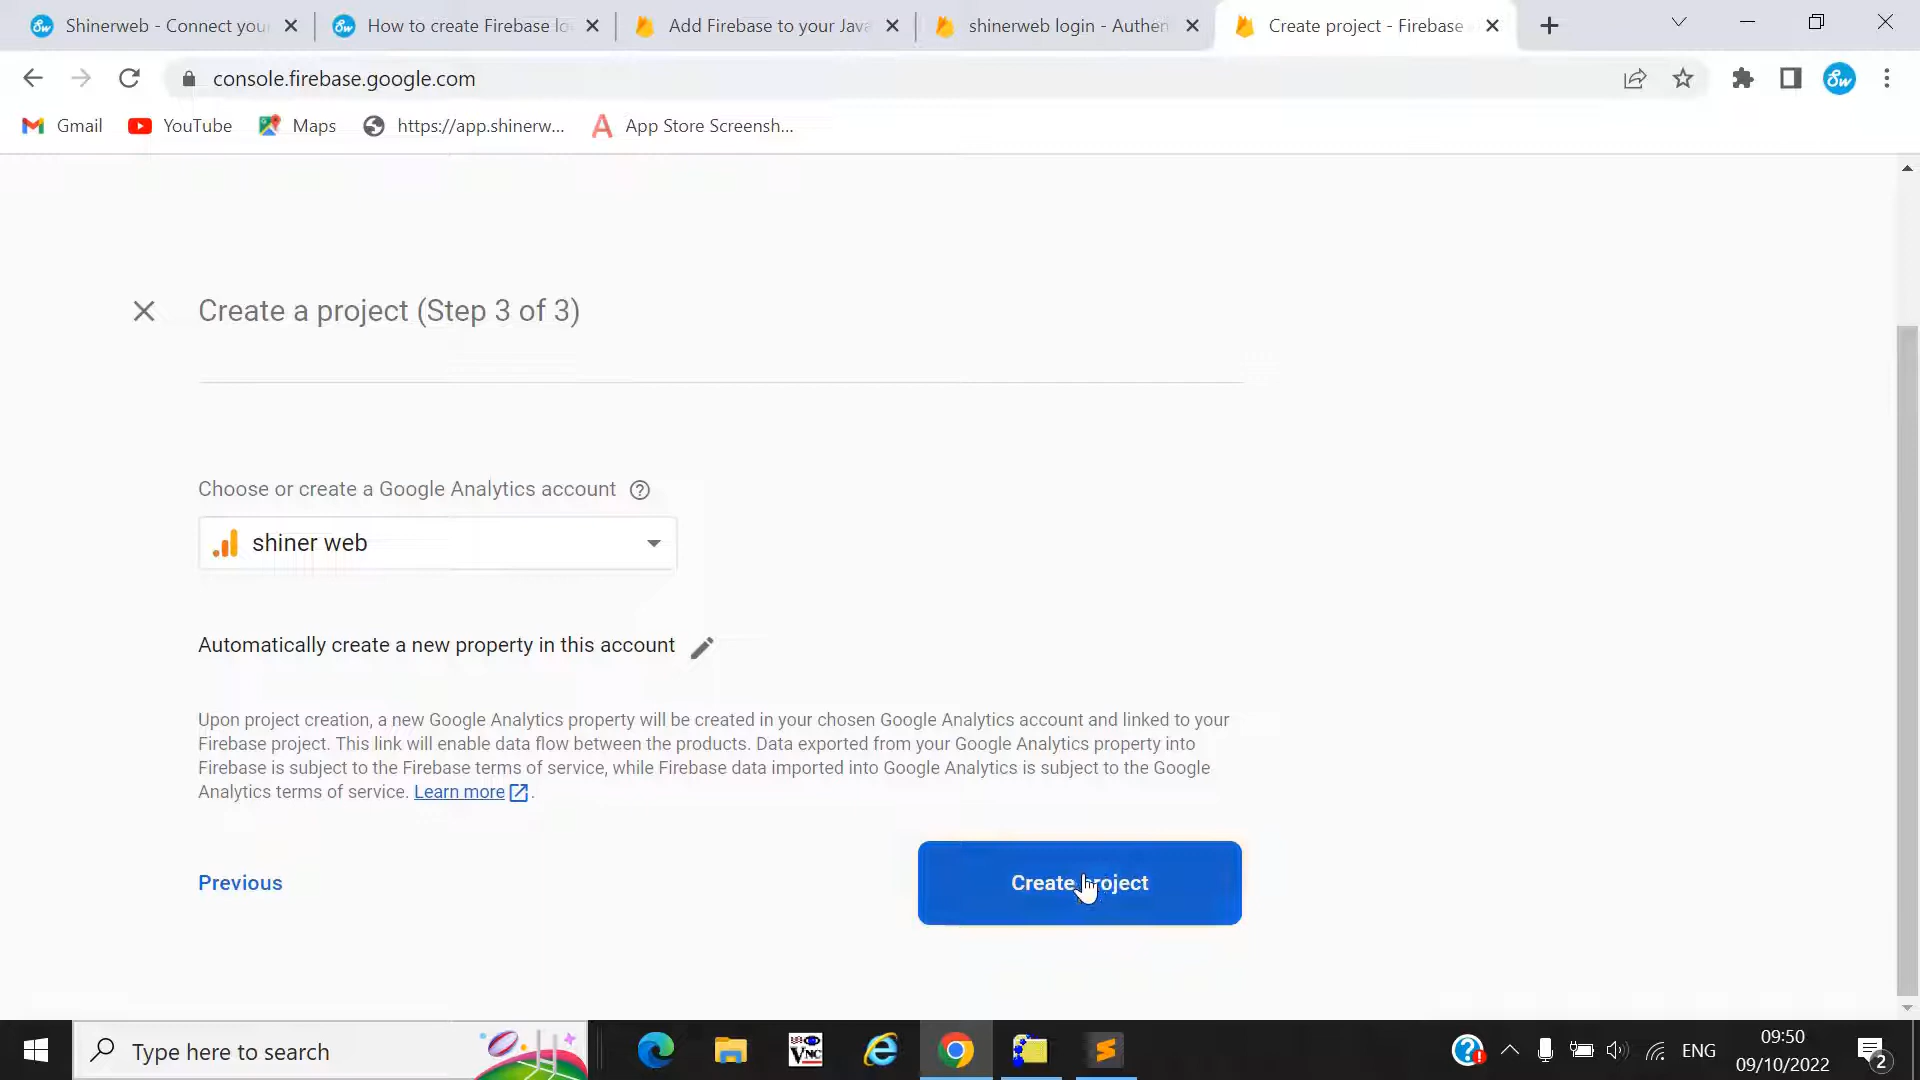 Shinerweb - Connect you
How to create Firebase lo
Add Firebase to your Java
shinerweb login - Authen
Create project - Firebase
console.firebase.google.com
Sw
Gmail
YouTube
Maps
https://app.shinerw...
App Store Screensh...
Create a project (Step 3 of 3)
Choose or create a Google Analytics account
shiner web
Automatically create a new property in this account
Upon project creation, a new Google Analytics property will be created in your chosen Google Analytics account and linked to your
Firebase project. This link will enable data flow between the products. Data exported from your Google Analytics property into
Firebase is subject to the Firebase terms of service, while Firebase data imported into Google Analytics is subject to the Google
Analytics terms of service. Learn more.
Previous
Create project
Type here to search
VNC
ENG
09:50
09/10/2022
2